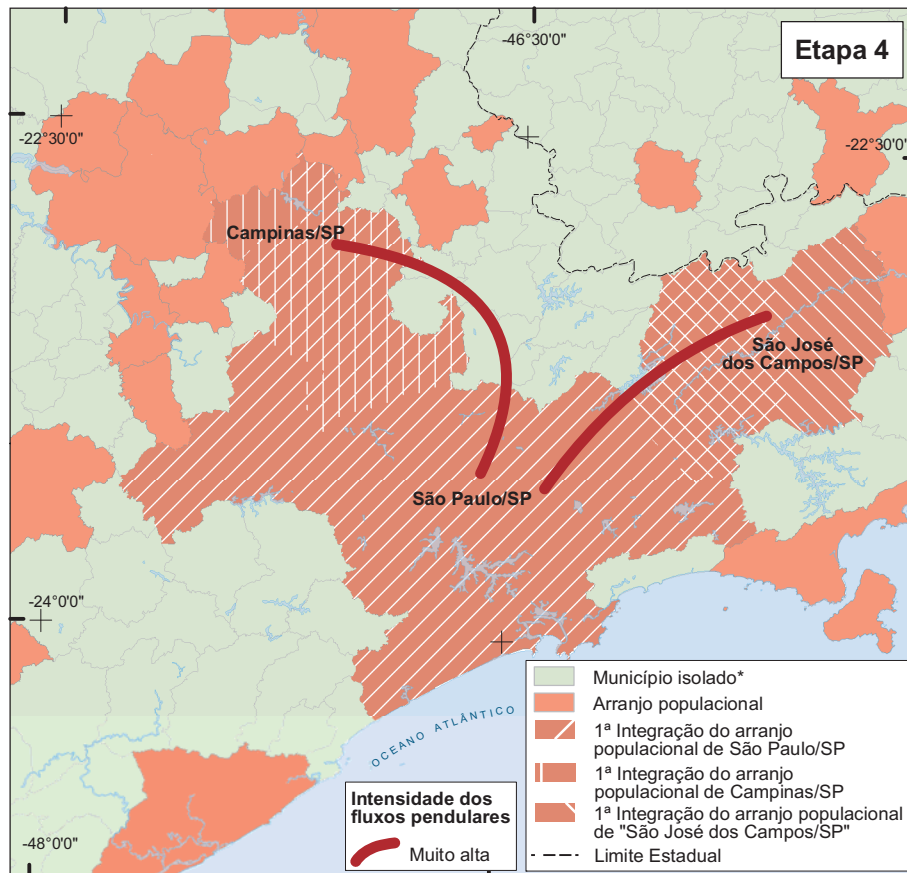 -46°30'0"
Etapa 4
-22°30'0"
-22°30'0"
Campinas/SP
São José
dos Campos/SP
São Paulo/SP
-24°0'0"
OCEANO ATLÂNTICO
-48°0'0"
Intensidade dos
fluxos pendulares
Muito alta
Município isolado*
Arranjo populacional
1ª Integração do arranjo
populacional de São Paulo/SP
1ª Integração do arranjo
populacional de Campinas/SP
1ª Integração do arranjo populacional
de "São José dos Campos/SP"
Limite Estadual